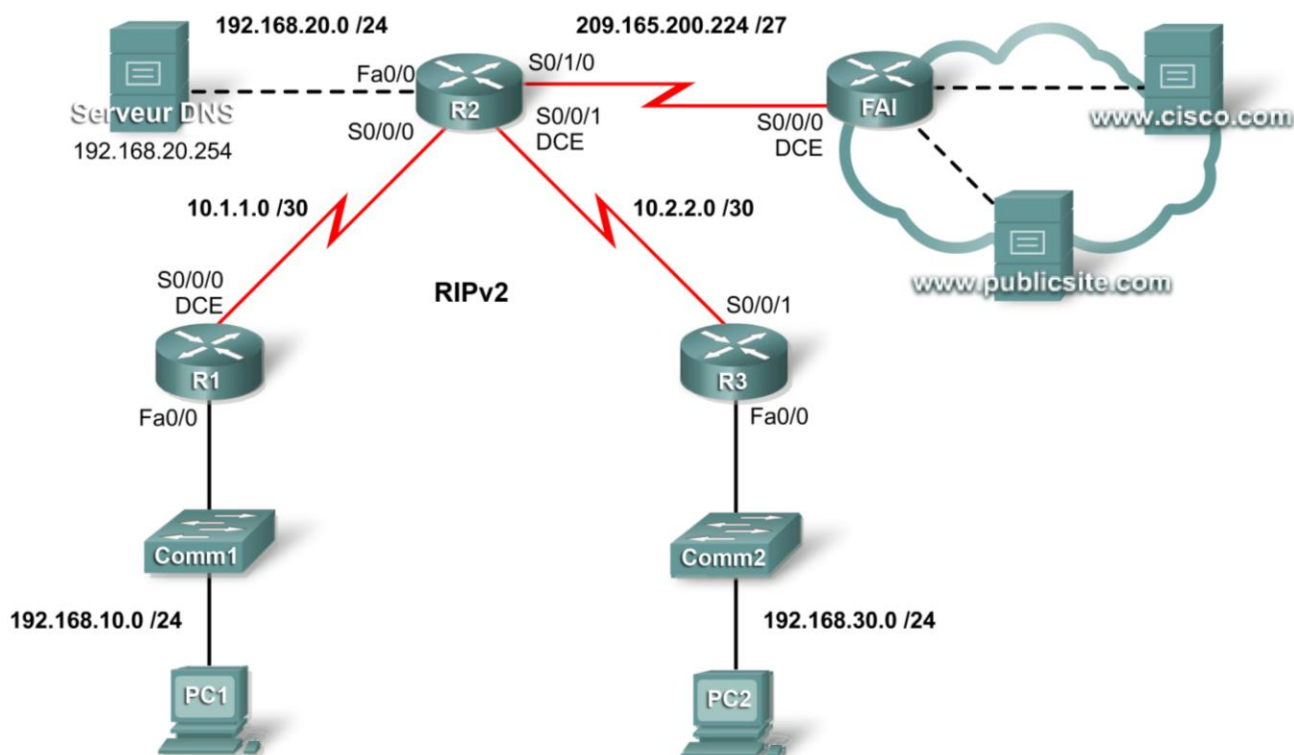 192.168.20.0 /24
209.165.200.224 /27
Fa0/0
S0/1/0
R2
FAI
Serveur DNS
192.168.20.254
S0/0/0
S0/0/1
DCE
S0/0/0
DCE
www.cisco.com
www.publicsite.com
10.1.1.0 /30
10.2.2.0 /30
RIPv2
S0/0/0
DCE
S0/0/1
R1
R3
Fa0/0
Fa0/0
Comm1
Comm2
192.168.10.0 /24
192.168.30.0 /24
PC1
PC2